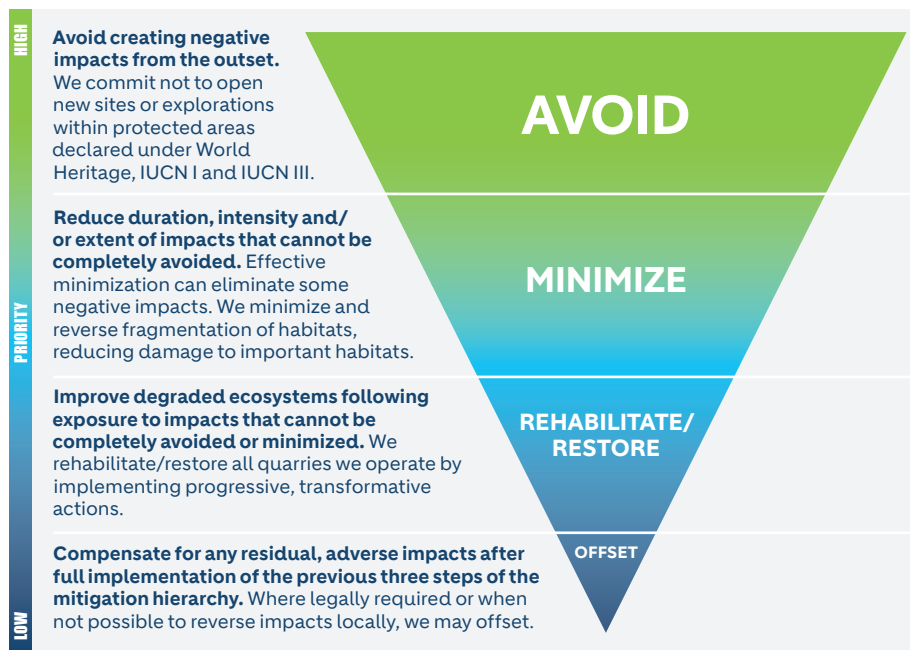 HIGH
Avoid creating negative
impacts from the outset.
We commit not to open
new sites or explorations
within protected areas
declared under World
Heritage, IUCN I and IUCN III.
AVOID
Reduce duration, intensity and/
or extent of impacts that cannot be
completely avoided. Effective
minimization can eliminate some
negative impacts. We minimize and
reverse fragmentation of habitats,
reducing damage to important habitats.
MINIMIZE
PRIORITY
Improve degraded ecosystems following
exposure to impacts that cannot be
completely avoided or minimized. We
rehabilitate/restore all quarries we operate by
implementing progressive, transformative
actions.
REHABILITATE/
RESTORE
Compensate for any residual, adverse impacts after
full implementation of the previous three steps of the
mitigation hierarchy. Where legally required or when
not possible to reverse impacts locally, we may offset.
OFFSET
LOW